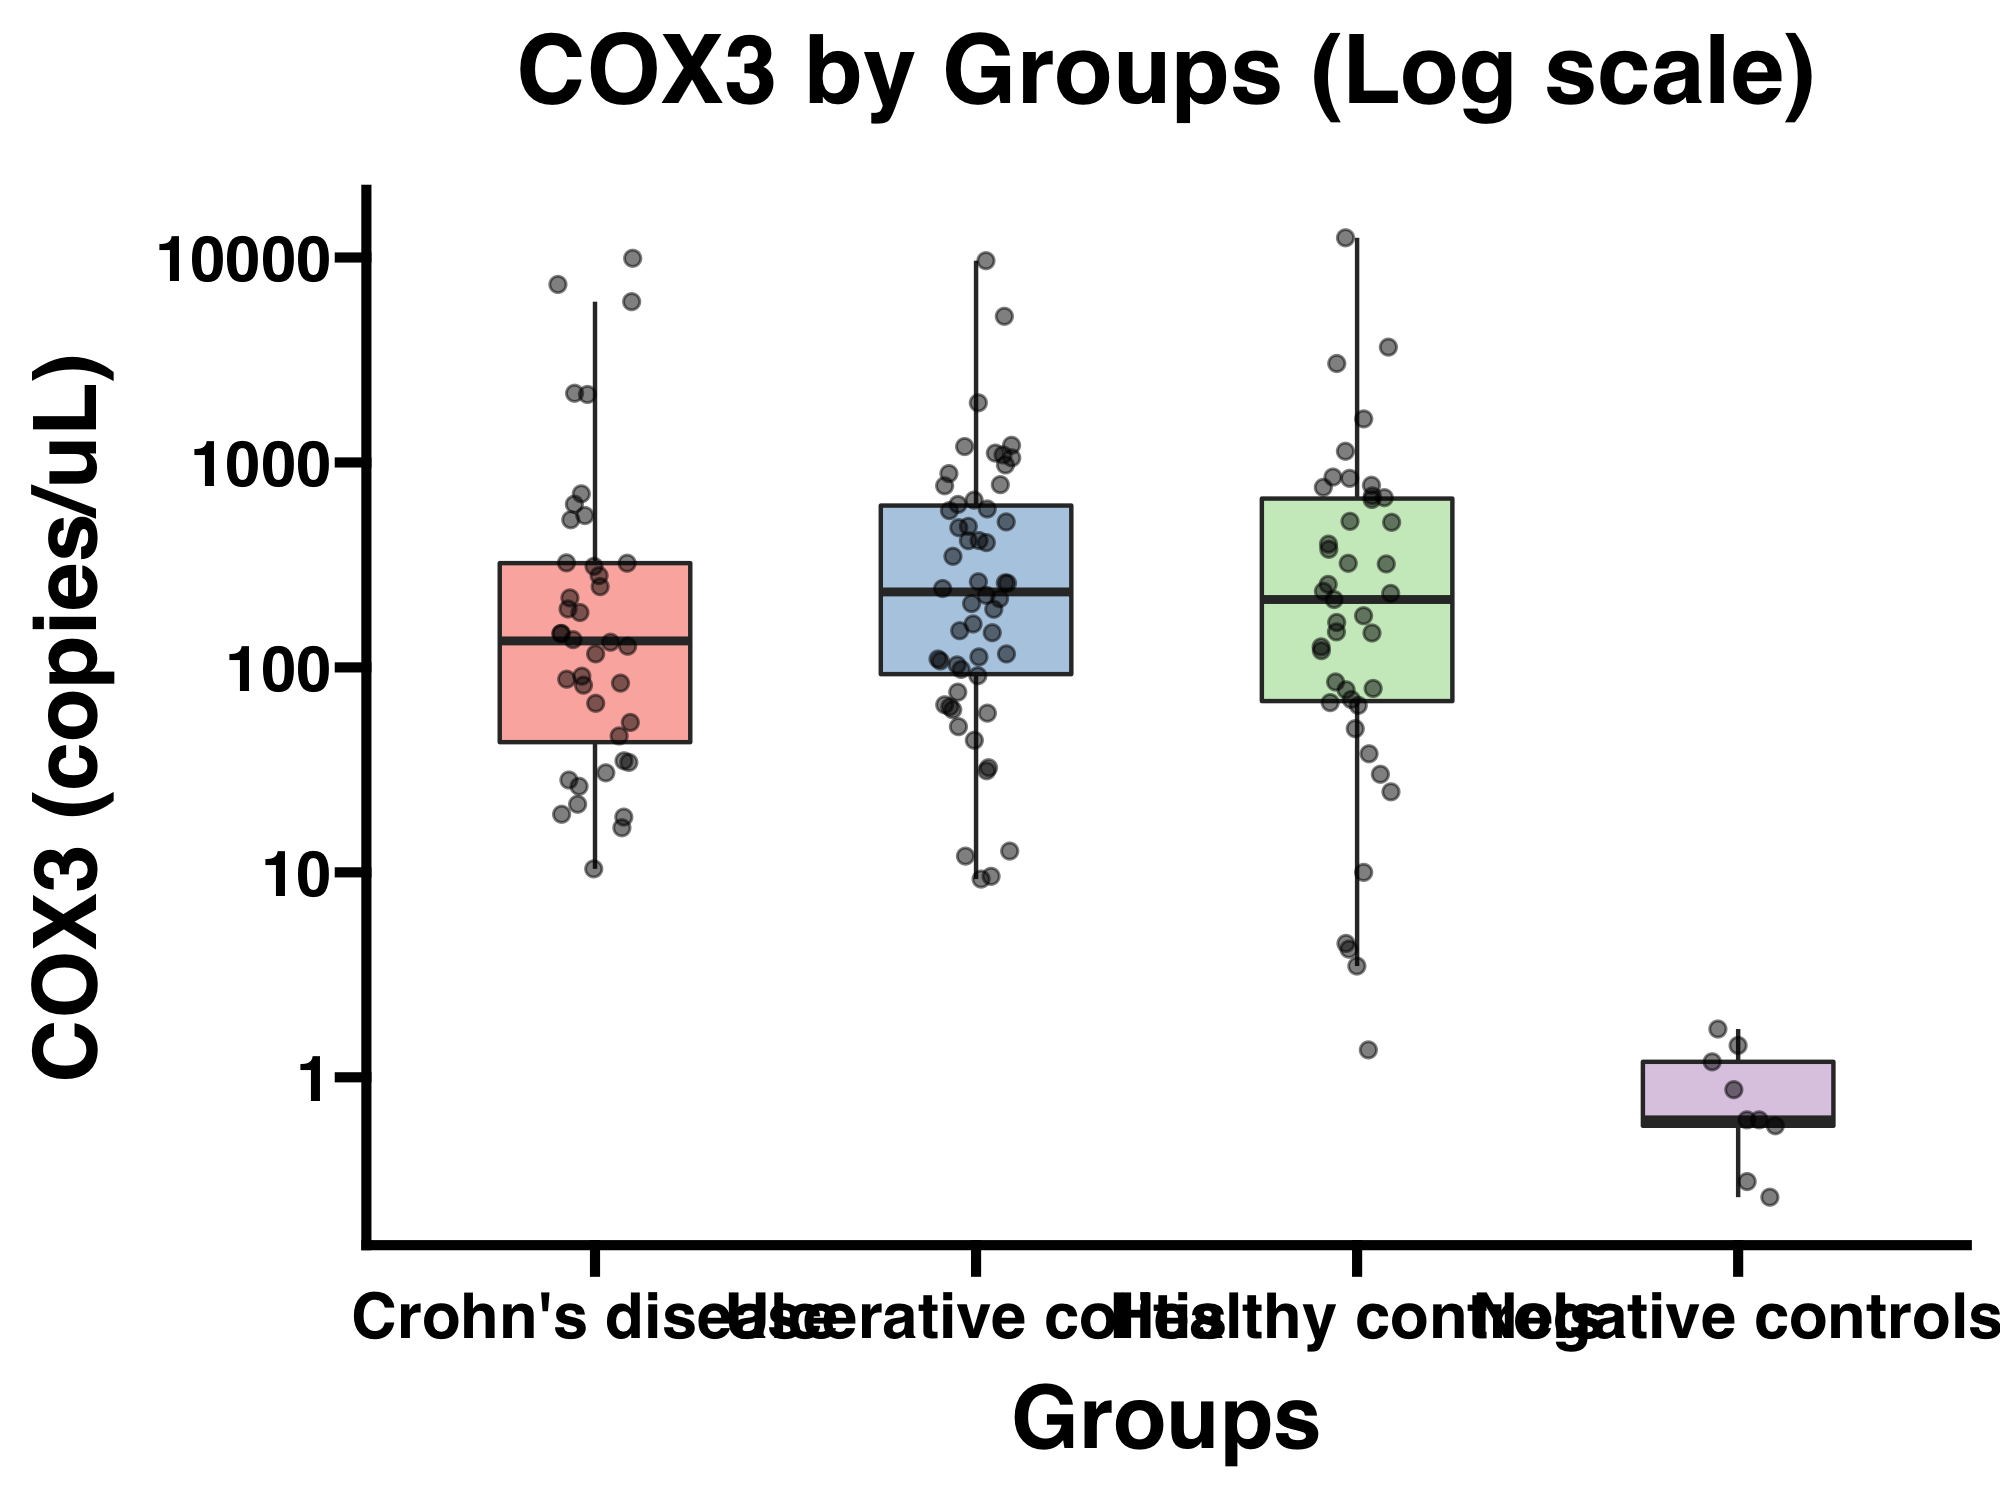 COX3 by Groups (Log scale)
COX3 (copies/uL)
10000
1000
100
10
1
Crohn's disease Ulcerative colitis Healthy controls Negative controls
Groups